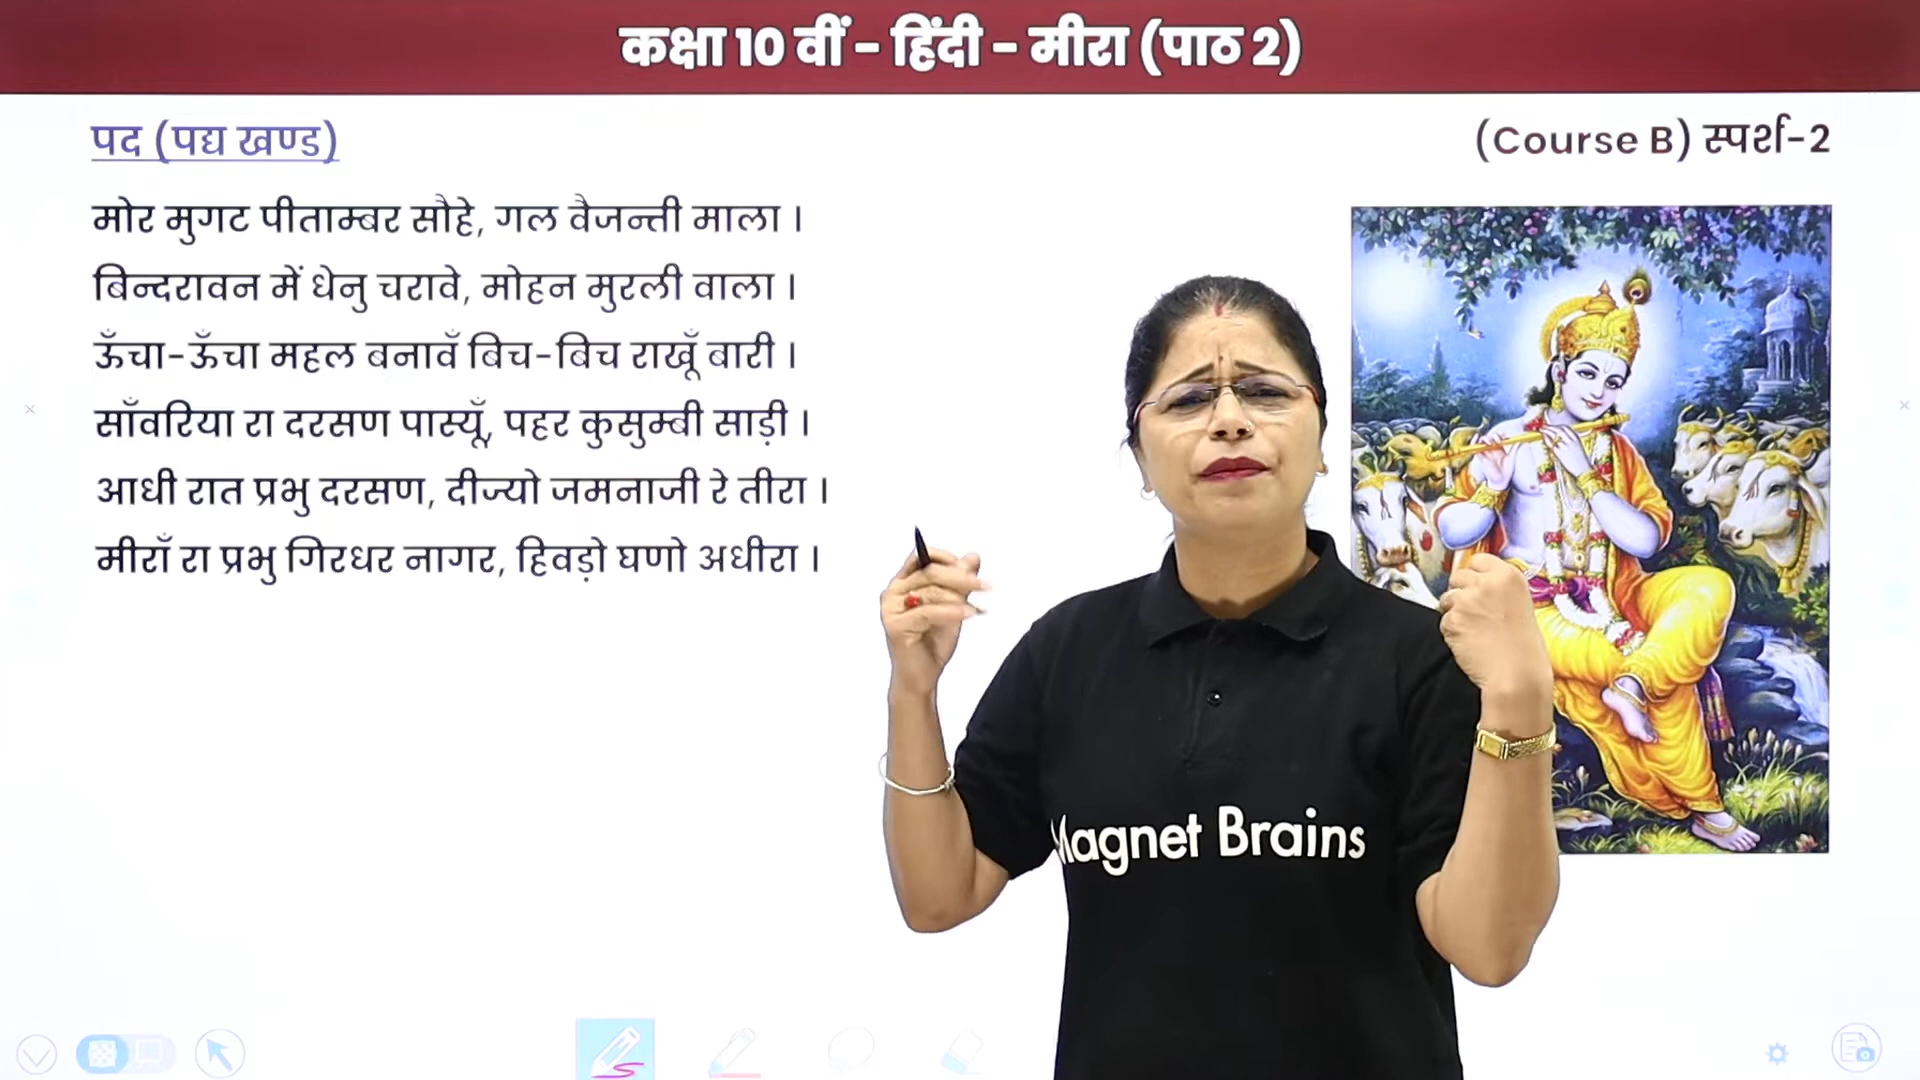 कक्षा 10 वीं - हिंदी - मीरा (पाठ 2)
पद (पद्य खण्ड)
(Course B) स्पर्श-2
मोर मुगट पीताम्बर सौहे, गल वैजन्ती माला ।
बिन्दरावन में धेनु चरावे, मोहन मुरली वाला ।
ऊँचा-ऊँचा महल बनावँ बिच-बिच राखूँ बारी ।
साँवरिया रा दरसण पास्यूँ, पहर कुसुम्बी साड़ी ।
आधी रात प्रभु दरसण, दीज्यो जमनाजी रे तीरा ।
मीराँ रा प्रभु गिरधर नागर, हिवड़ो घणो अधीरा ।
Magnet Brains